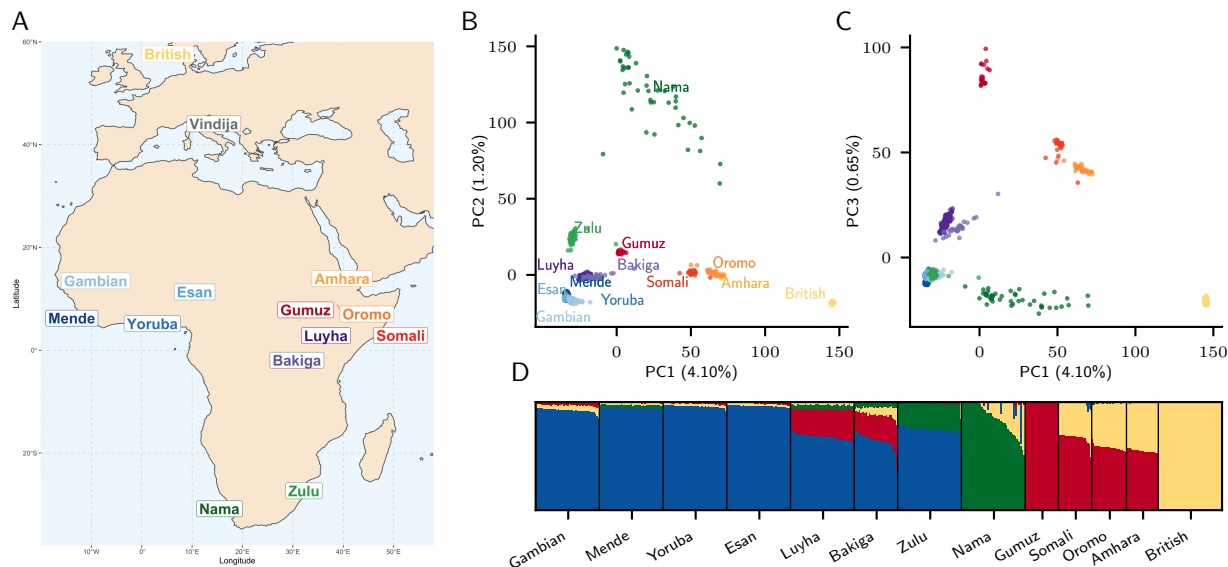 A
60°N
40°N
20°N
0°
20°S
Latitude
10°W
0°
10°E
20°E
30°E
40°E
50°E
Longitude
British
Vindija
Gambian
Esan
Amhara
Mende
Yoruba
Gumuz
Oromo
Luyha
Somali
Bakiga
Zulu
Nama
B
150
100
50
0
PC2 (1.20%)
0
50
100
150
PC1 (4.10%)
Nama
Zulu
Gumuz
Luyha
Bakiga
Oromo
Mende
Somali
Amhara
Esan
Yoruba
British
Gambian
C
100
50
0
PC3 (0.65%)
0
50
100
150
PC1 (4.10%)
D
Gambian
Mende
Yoruba
Esan
Luyha
Bakiga
Zulu
Nama
Gumuz
Somali
Oromo
Amhara
British